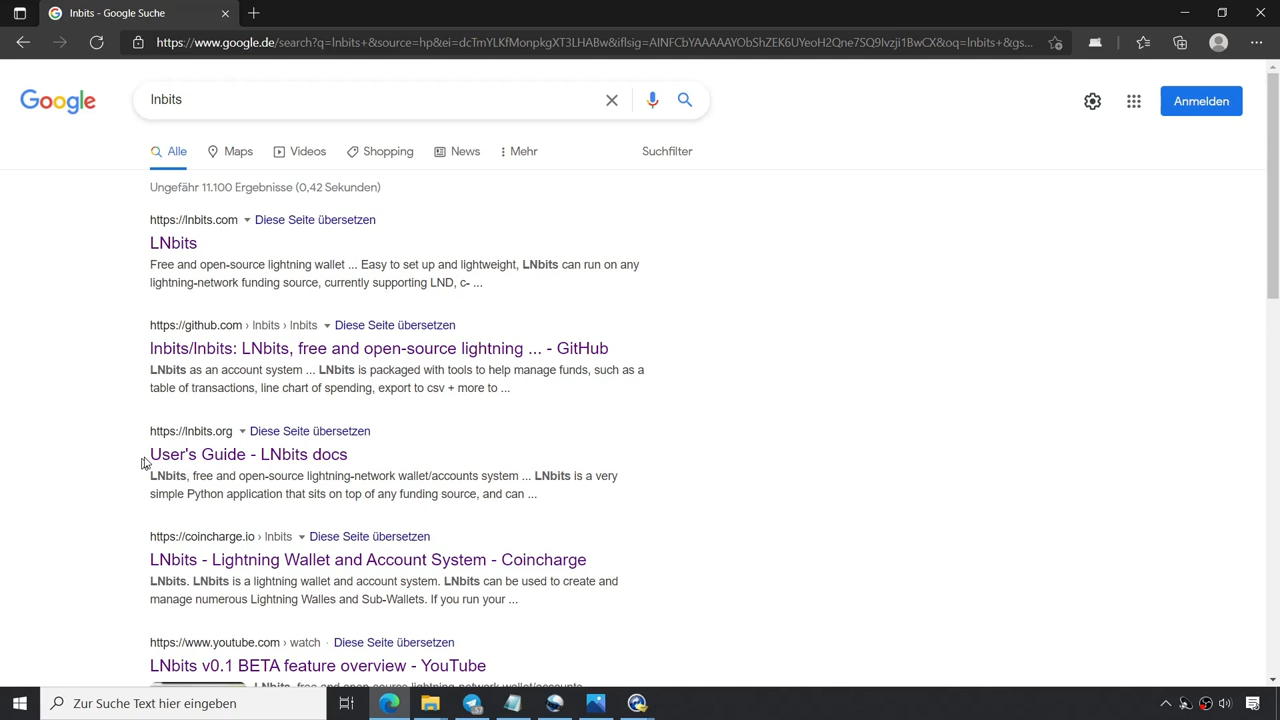 lnbits - Google Suche
https://www.google.de/search?q=lnbits+&source=hp&ei=dcTmYLKfMonpkgXT3LHABw&iflsig=AINFCbYAAAAAYObShZEK6UYeoH2Qne7SQ9lvzji1BwCX&oq=lnbits+&gs...
Google
lnbits
Anmelden
Alle
Maps
Videos
Shopping
News
Mehr
Suchfilter
Ungefähr 11.100 Ergebnisse (0,42 Sekunden)
https://lnbits.com Diese Seite übersetzen
LNbits
Free and open-source lightning wallet ... Easy to set up and lightweight, LNbits can run on any
lightning-network funding source, currently supporting LND, c- ...
https://github.com › lnbits › lnbits Diese Seite übersetzen
lnbits/lnbits: LNbits, free and open-source lightning ... - GitHub
LNbits as an account system ... LNbits is packaged with tools to help manage funds, such as a
table of transactions, line chart of spending, export to csv + more to ...
https://lnbits.org Diese Seite übersetzen
User's Guide - LNbits docs
LNbits, free and open-source lightning-network wallet/accounts system ... LNbits is a very
simple Python application that sits on top of any funding source, and can ...
https://coincharge.io › lnbits Diese Seite übersetzen
LNbits - Lightning Wallet and Account System - Coincharge
LNbits. LNbits is a lightning wallet and account system. LNbits can be used to create and
manage numerous Lightning Walles and Sub-Wallets. If you run your ...
https://www.youtube.com › watch · Diese Seite übersetzen
LNbits v0.1 BETA feature overview - YouTube
LNbits, free and open-source lightning-network wallet/accounts
Zur Suche Text hier eingeben